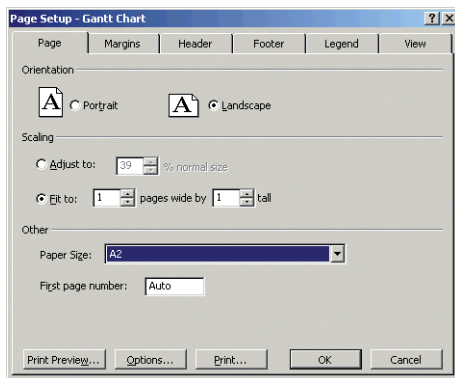 Page Setup - Gantt Chart
Page Margins Header Footer Legend View
Orientation
A Portrait A Landscape
Scaling
Adjust to: 39 % normal size
Fit to: 1 pages wide by 1 tall
Other
Paper Size: A2
First page number: Auto
Print Preview... Options... Print... OK Cancel